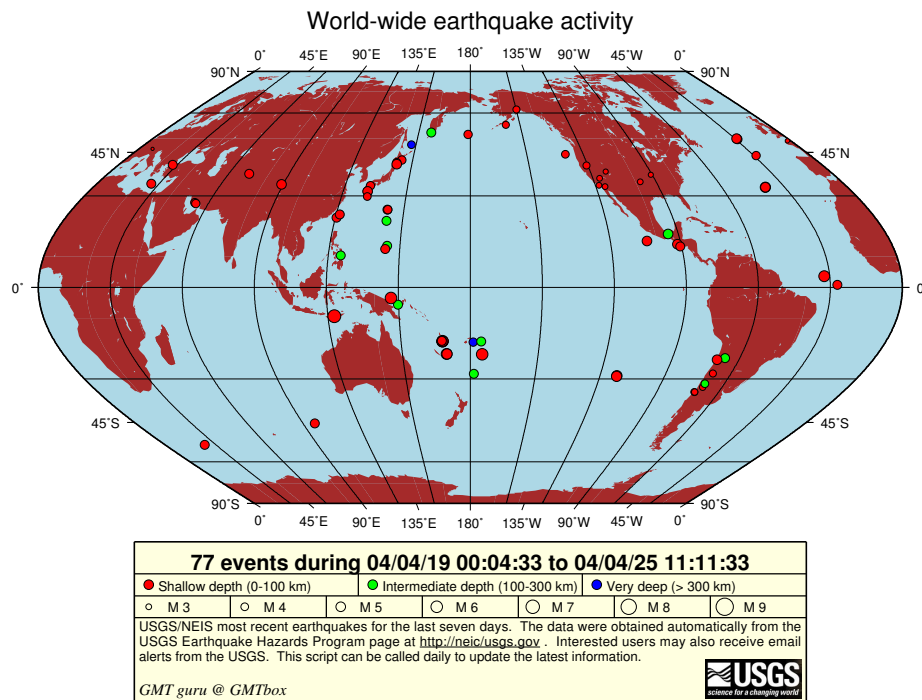 World-wide earthquake activity
0° 45°E 90°E 135°E 180° 135°W 90°W 45°W 0°
90°N 90°N
45°N 45°N
0° 0°
45°S 45°S
90°S 90°S
0° 45°E 90°E 135°E 180° 135°W 90°W 45°W 0°
77 events during 04/04/19 00:04:33 to 04/04/25 11:11:33
Shallow depth (0-100 km) Intermediate depth (100-300 km) Very deep (> 300 km)
M 3 M 4 M 5 M 6 M 7 M 8 M 9
USGS/NEIS most recent earthquakes for the last seven days. The data were obtained automatically from the
USGS Earthquake Hazards Program page at http://neic/usgs.gov . Interested users may also receive email
alerts from the USGS. This script can be called daily to update the latest information.
USGS
science for a changing world
GMT guru @ GMTbox